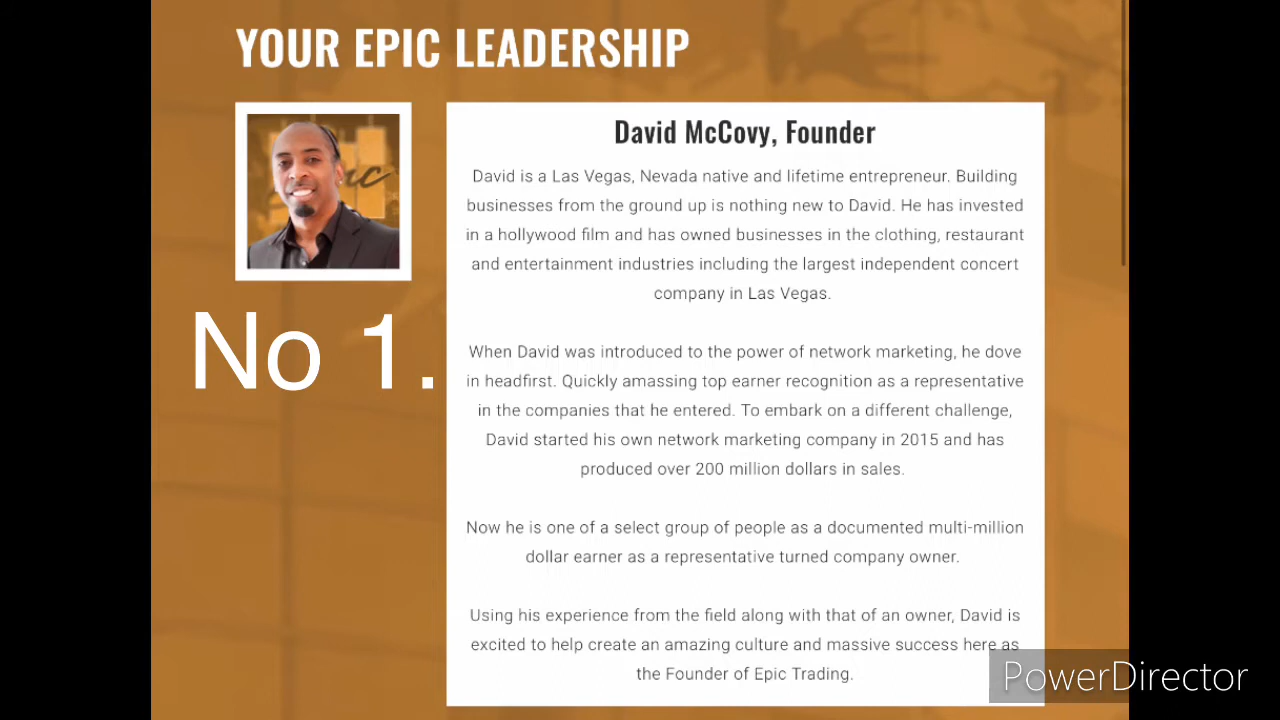 YOUR EPIC LEADERSHIP
David McCovy, Founder
David is a Las Vegas, Nevada native and lifetime entrepreneur. Building
businesses from the ground up is nothing new to David. He has invested
in a hollywood film and has owned businesses in the clothing, restaurant
and entertainment industries including the largest independent concert
company in Las Vegas.
No 1.
When David was introduced to the power of network marketing, he dove
in headfirst. Quickly amassing top earner recognition as a representative
in the companies that he entered. To embark on a different challenge,
David started his own network marketing company in 2015 and has
produced over 200 million dollars in sales.
Now he is one of a select group of people as a documented multi-million
dollar earner as a representative turned company owner.
Using his experience from the field along with that of an owner, David is
excited to help create an amazing culture and massive success here as
the Founder of Epic Trading.
PowerDirector